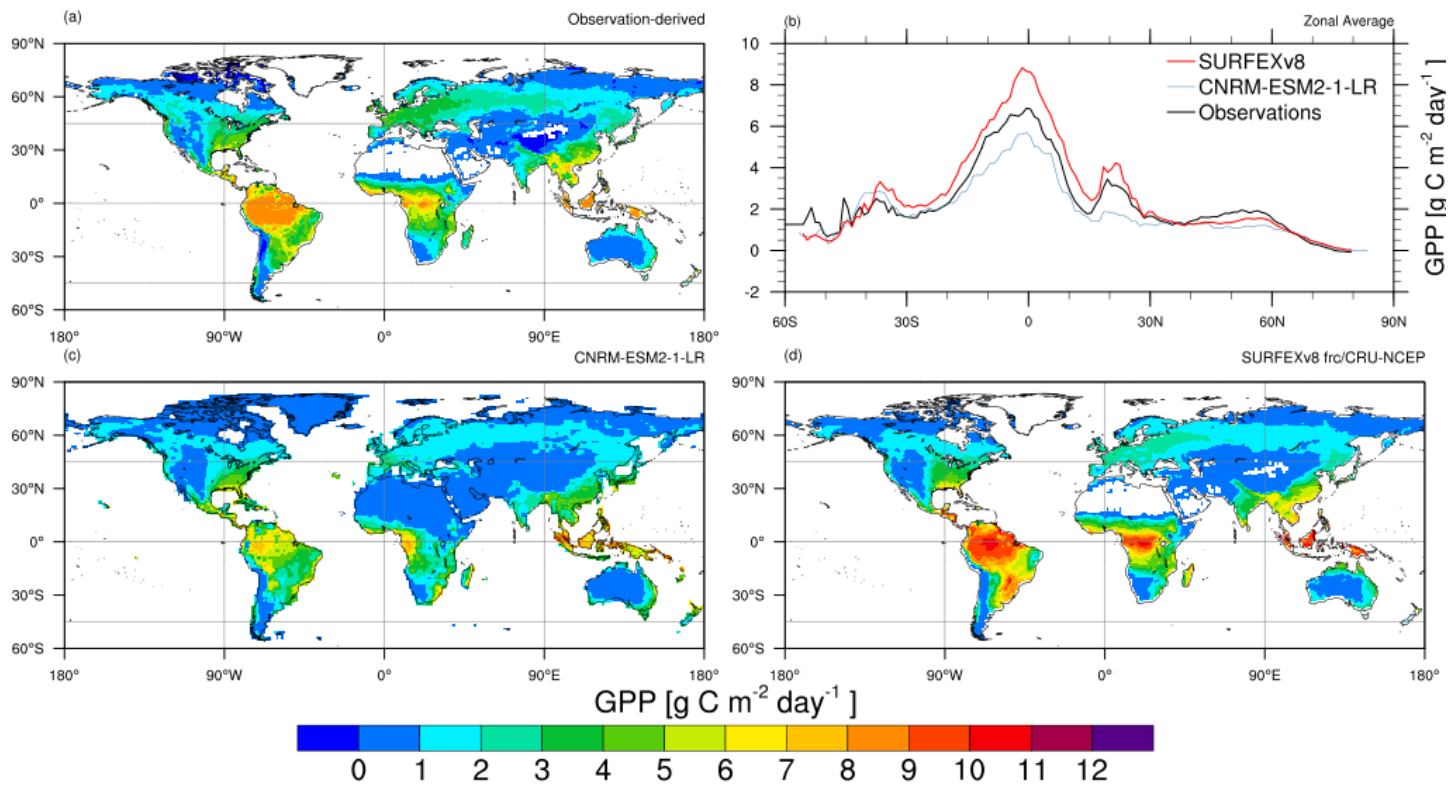 (a) Observation-derived
90°N
60°N
30°N
0°
30°S
60°S
180° 90°W 0° 90°E 180°
(b) Zonal Average
10
8
6
4
2
0
-2
GPP [g C m-2 day-1]
SURFEXv8
CNRM-ESM2-1-LR
Observations
60S 30S 0 30N 60N 90N
(c) CNRM-ESM2-1-LR
90°N
60°N
30°N
0°
30°S
60°S
180° 90°W 0° 90°E 180°
(d) SURFEXv8 frc/CRU-NCEP
90°N
60°N
30°N
0°
30°S
60°S
180° 90°W 0° 90°E 180°
GPP [g C m-2 day-1 ]
0 1 2 3 4 5 6 7 8 9 10 11 12